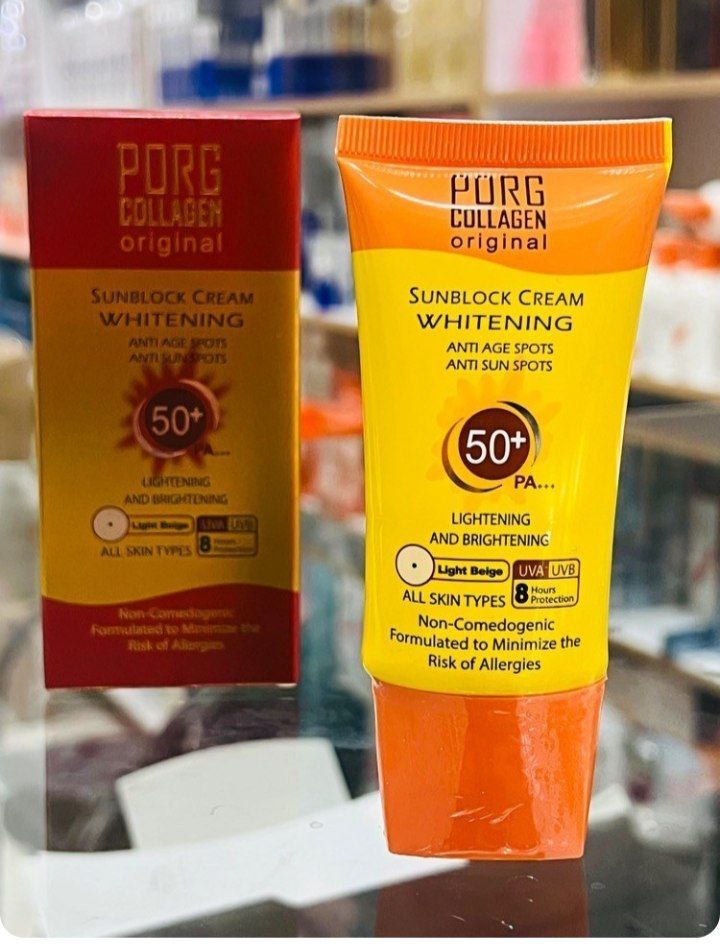 PORG
COLLAGEN
original
SUNBLOCK CREAM
WHITENING
ANTI AGE SPOTS
ANTI SUN SPOTS
50+
PA...
LIGHTENING
AND BRIGHTENING
Light Beige
UVA UVB
ALL SKIN TYPES
8 Hours
Protection
Non-Comedogenic
Formulated to Minimize the
Risk of Allergies
PORG
COLLAGEN
original
SUNBLOCK CREAM
WHITENING
ANTI AGE SPOTS
ANTI SUN SPOTS
50+
PA...
LIGHTENING
AND BRIGHTENING
Light Beige
UVA UVB
ALL SKIN TYPES
8 Hours
Protection
Non-Comedogenic
Formulated to Minimize the
Risk of Allergies